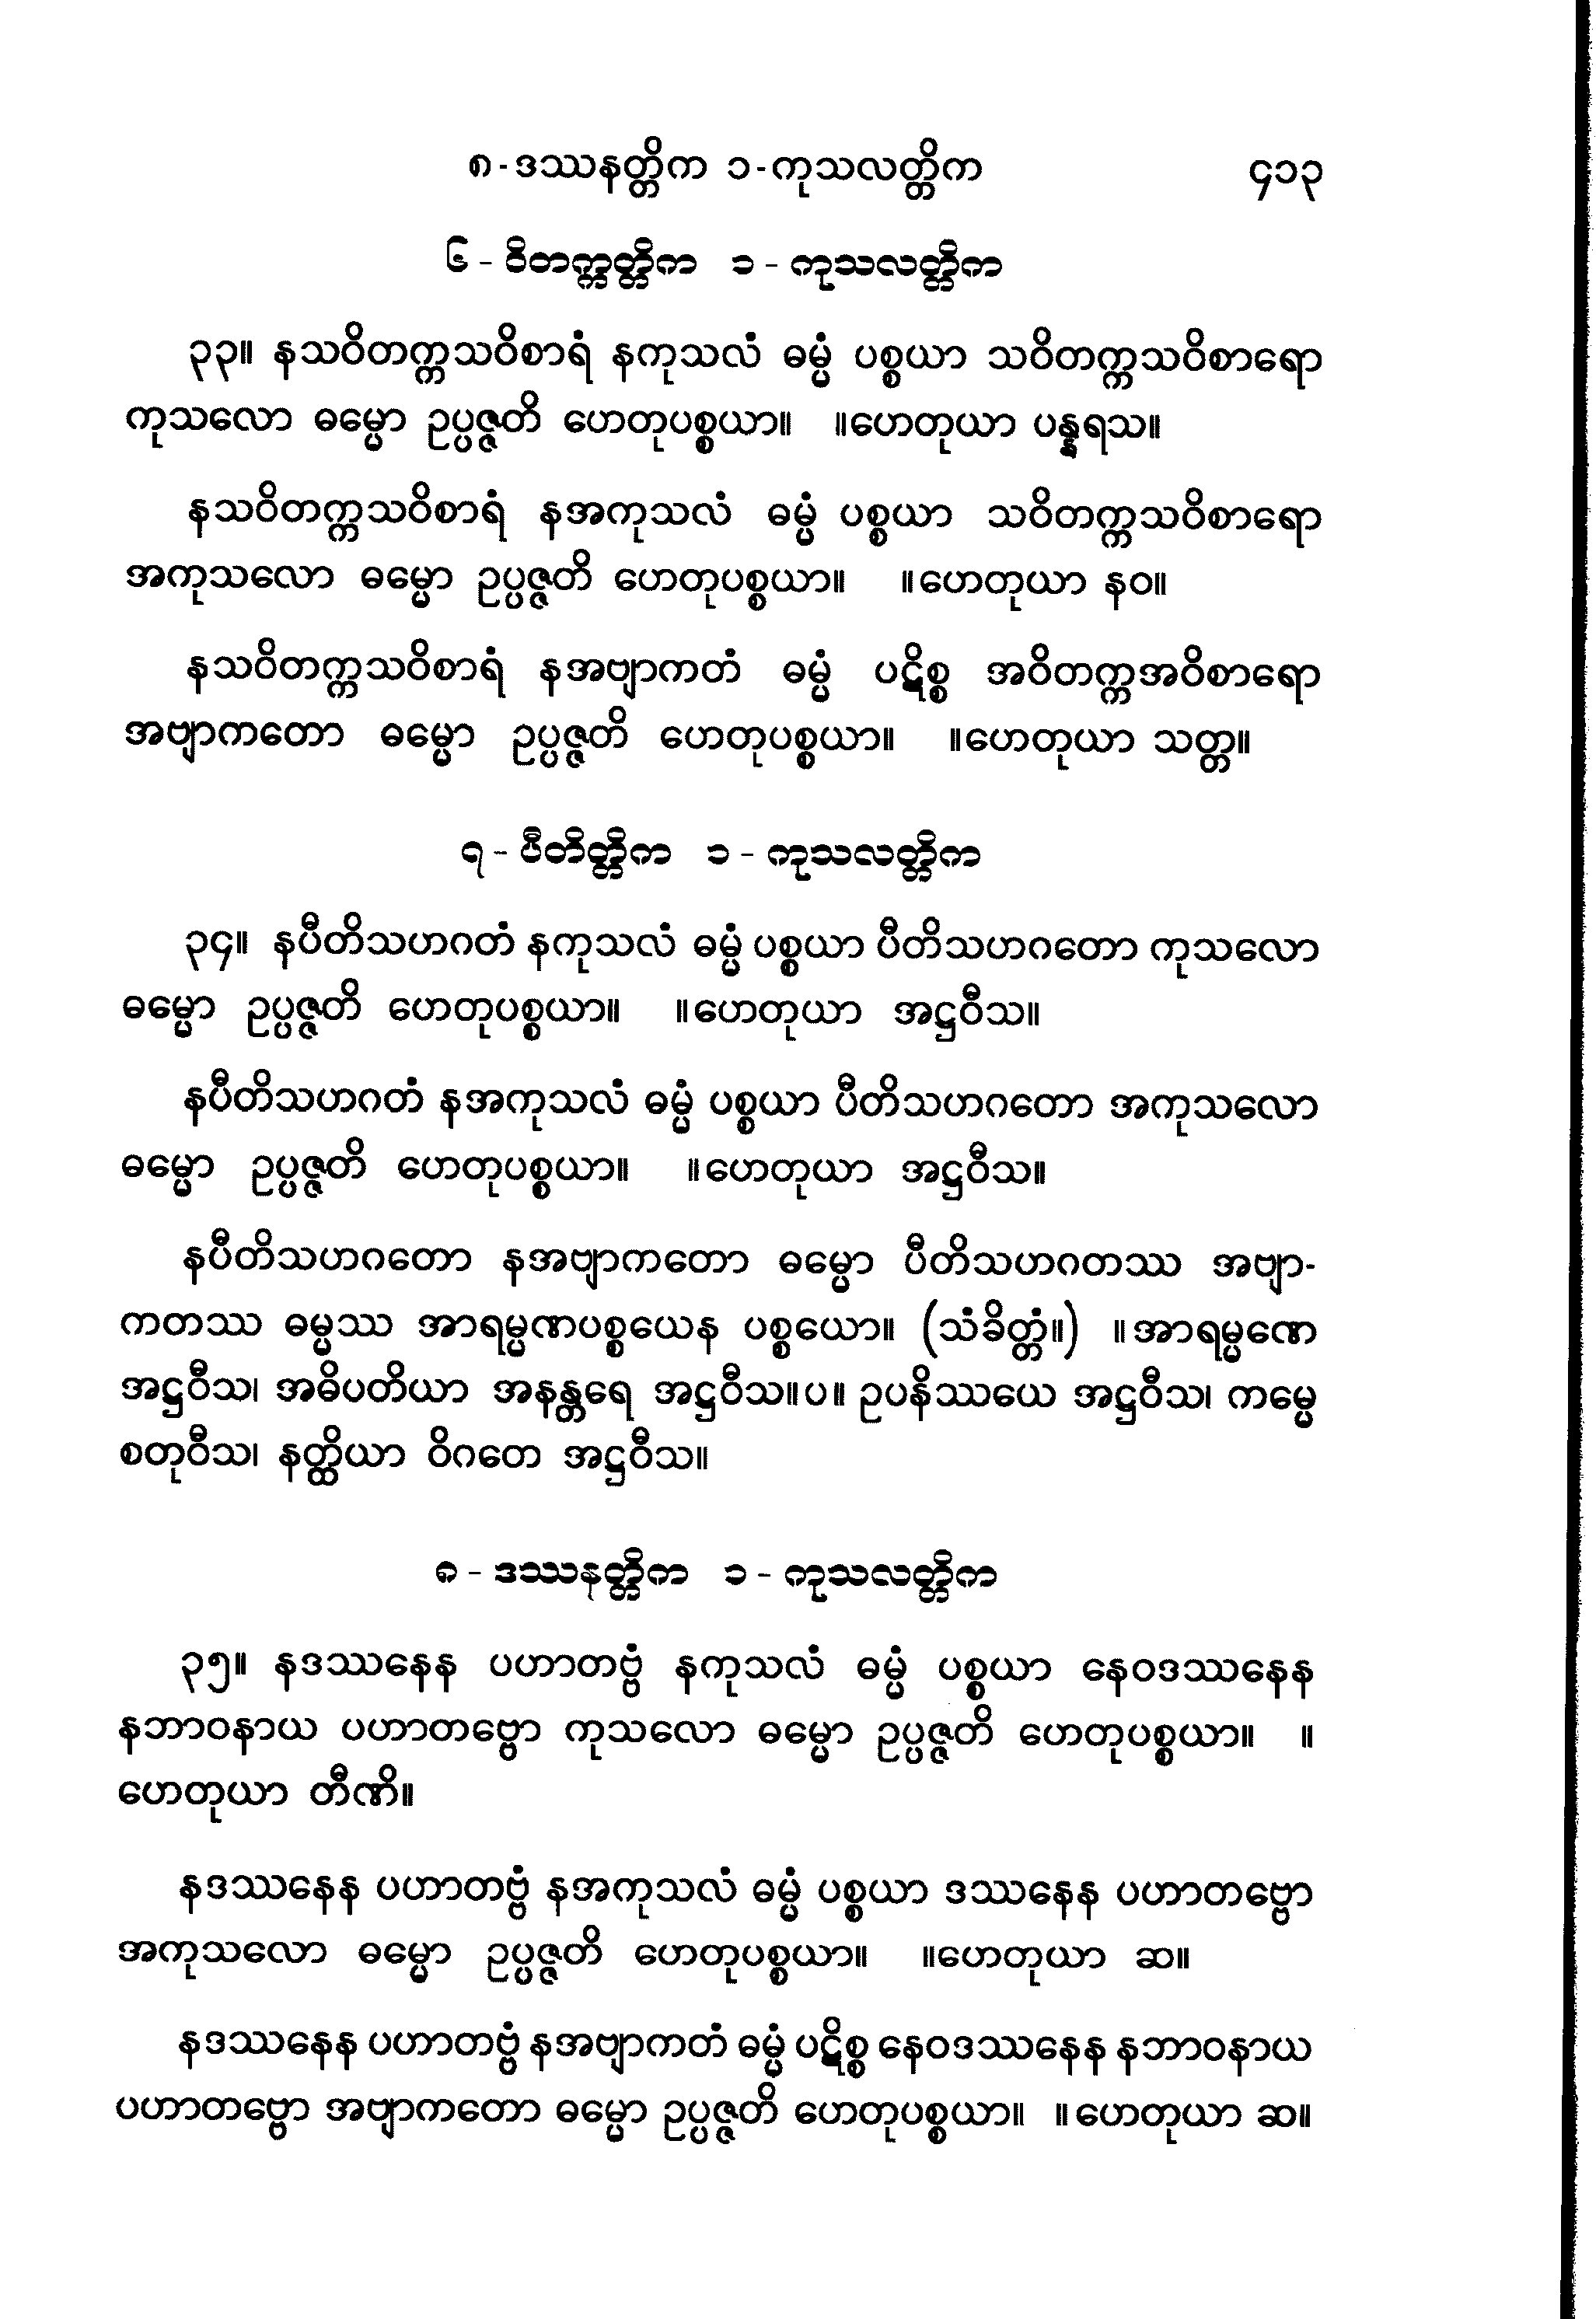 ၈-ဒဿနတ္တိက ၁-ကုသလတ္တိက ၄၁၃
၆-ဝိတက္ကတ္တိက ၁-ကုသလတ္တိက
၃၃။ နသဝိတက္ကသဝိစာရံ နကုသလံ ဓမ္မံ ပစ္စယာ သဝိတက္ကသဝိစာရော
ကုသလော ဓမ္မော ဥပ္ပဇ္ဇတိ ဟေတုပစ္စယာ။ ။ဟေတုယာ ပန္နရသ။
နသဝိတက္ကသဝိစာရံ နအကုသလံ ဓမ္မံ ပစ္စယာ သဝိတက္ကသဝိစာရော
အကုသလော ဓမ္မော ဥပ္ပဇ္ဇတိ ဟေတုပစ္စယာ။ ။ဟေတုယာ နဝ။
နသဝိတက္ကသဝိစာရံ နအဗျာကတံ ဓမ္မံ ပဋိစ္စ အဝိတက္ကအဝိစာရော
အဗျာကတော ဓမ္မော ဥပ္ပဇ္ဇတိ ဟေတုပစ္စယာ။ ။ဟေတုယာ သတ္တ။
၇-ပီတိတ္တိက ၁-ကုသလတ္တိက
၃၄။ နပီတိသဟဂတံ နကုသလံ ဓမ္မံ ပစ္စယာ ပီတိသဟဂတော ကုသလော
ဓမ္မော ဥပ္ပဇ္ဇတိ ဟေတုပစ္စယာ။ ။ဟေတုယာ အဋ္ဌဝီသ။
နပီတိသဟဂတံ နအကုသလံ ဓမ္မံ ပစ္စယာ ပီတိသဟဂတော အကုသလော
ဓမ္မော ဥပ္ပဇ္ဇတိ ဟေတုပစ္စယာ။ ။ဟေတုယာ အဋ္ဌဝီသ။
နပီတိသဟဂတော နအဗျာကတော ဓမ္မော ပီတိသဟဂတဿ အဗျာ-
ကတဿ ဓမ္မဿ အာရမ္မဏပစ္စယေန ပစ္စယော။ (သံခိတ္တံ။) ။အာရမ္မဏေ
အဋ္ဌဝီသ၊ အဓိပတိယာ အနန္တရေ အဋ္ဌဝီသ။ပ။ ဥပနိဿယေ အဋ္ဌဝီသ၊ ကမ္မေ
စတုဝီသ၊ နတ္ထိယာ ဝိဂတေ အဋ္ဌဝီသ။
၈-ဒဿနတ္တိက ၁-ကုသလတ္တိက
၃၅။ နဒဿနေန ပဟာတဗ္ဗံ နကုသလံ ဓမ္မံ ပစ္စယာ နေဝဒဿနေန
နဘာဝနာယ ပဟာတဗ္ဗော ကုသလော ဓမ္မော ဥပ္ပဇ္ဇတိ ဟေတုပစ္စယာ။ ။
ဟေတုယာ တီဏိ။
နဒဿနေန ပဟာတဗ္ဗံ နအကုသလံ ဓမ္မံ ပစ္စယာ ဒဿနေန ပဟာတဗ္ဗော
အကုသလော ဓမ္မော ဥပ္ပဇ္ဇတိ ဟေတုပစ္စယာ။ ။ဟေတုယာ ဆ။
နဒဿနေန ပဟာတဗ္ဗံ နအဗျာကတံ ဓမ္မံ ပဋိစ္စ နေဝဒဿနေန နဘာဝနာယ
ပဟာတဗ္ဗော အဗျာကတော ဓမ္မော ဥပ္ပဇ္ဇတိ ဟေတုပစ္စယာ။ ။ဟေတုယာ ဆ။